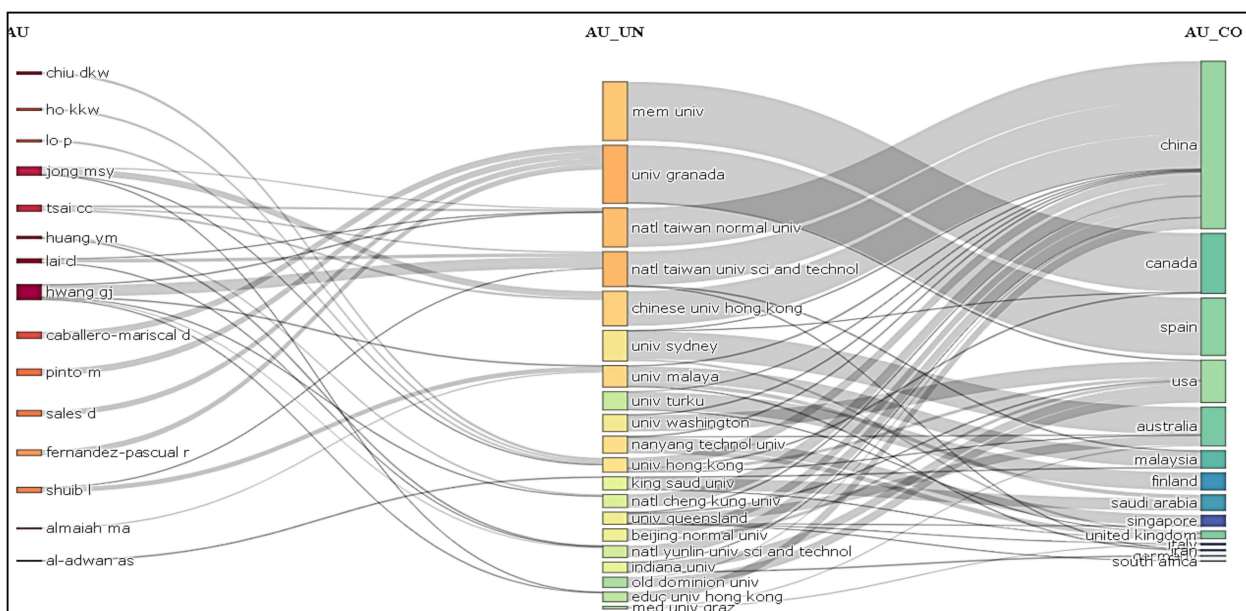 AU
AU_UN
AU_CO
chiu dkw
ho kkw
lo p
jong msy
tsai cc
huang ym
lai cl
hwang gj
caballero-mariscal d
pinto m
sales d
fernandez-pascual r
shuib l
almaiah ma
al-adwan as
mem univ
univ granada
natl taiwan normal univ
natl taiwan univ sci and technol
chinese univ hong kong
univ sydney
univ malaya
univ turku
univ washington
nanyang technol univ
univ hong kong
king saud univ
natl cheng kung univ
univ queensland
beijing normal univ
natl yunlin univ sci and technol
indiana univ
old dominion univ
educ univ hong kong
med univ graz
china
canada
spain
usa
australia
malaysia
finland
saudi arabia
singapore
united kingdom
italy
iran
germany
south africa